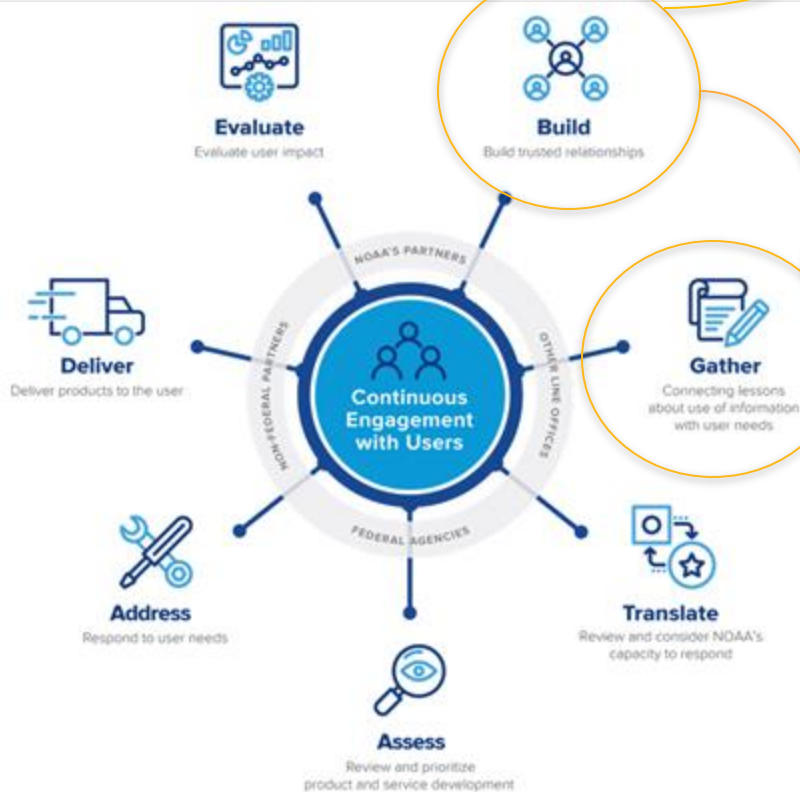 Evaluate
Evaluate user impact
Build
Build trusted relationships
NOAA'S PARTNERS
Deliver
Deliver products to the user
NON-FEDERAL PARTNERS
Continuous
Engagement
with Users
OTHER LINE OFFICES
Gather
Connecting lessons
about use of information
with user needs
FEDERAL AGENCIES
Address
Respond to user needs
Translate
Review and consider NOAA's
capacity to respond
Assess
Review and prioritize
product and service development